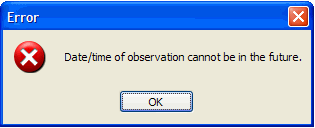 Error
Date/time of observation cannot be in the future.
OK